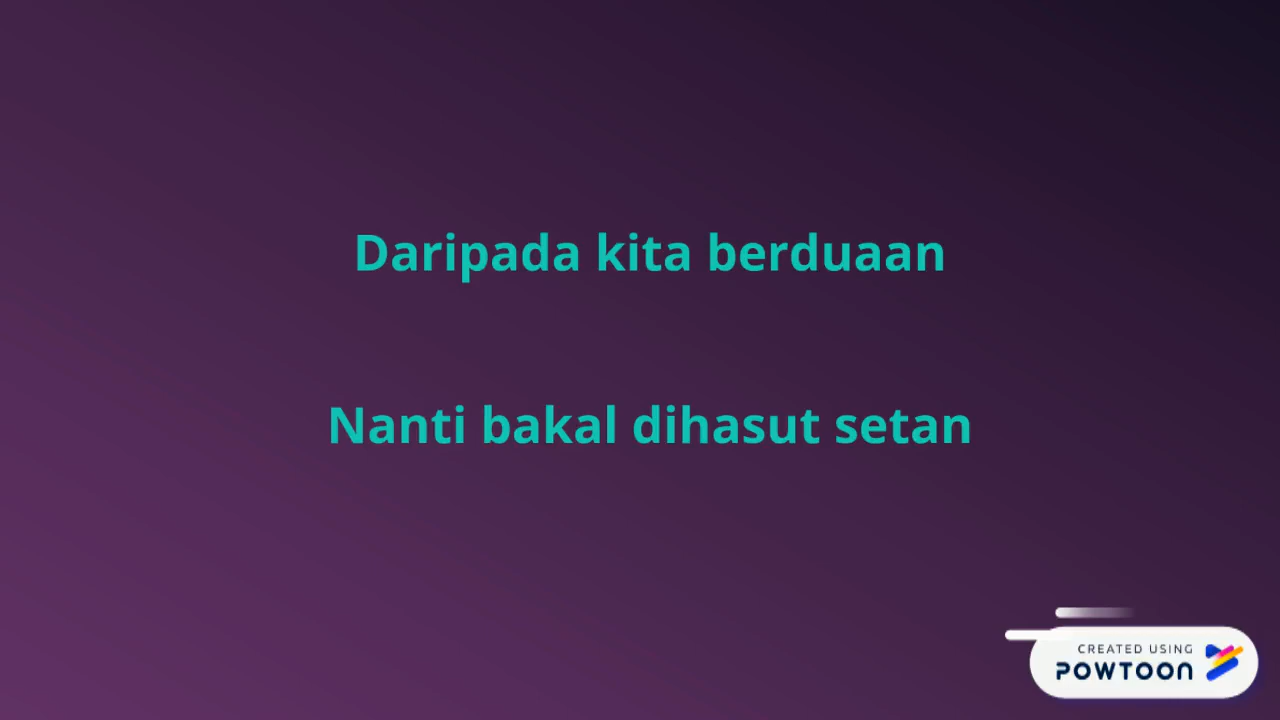 Daripada kita berduaan
Nanti bakal dihasut setan
CREATED USING
POWTOON